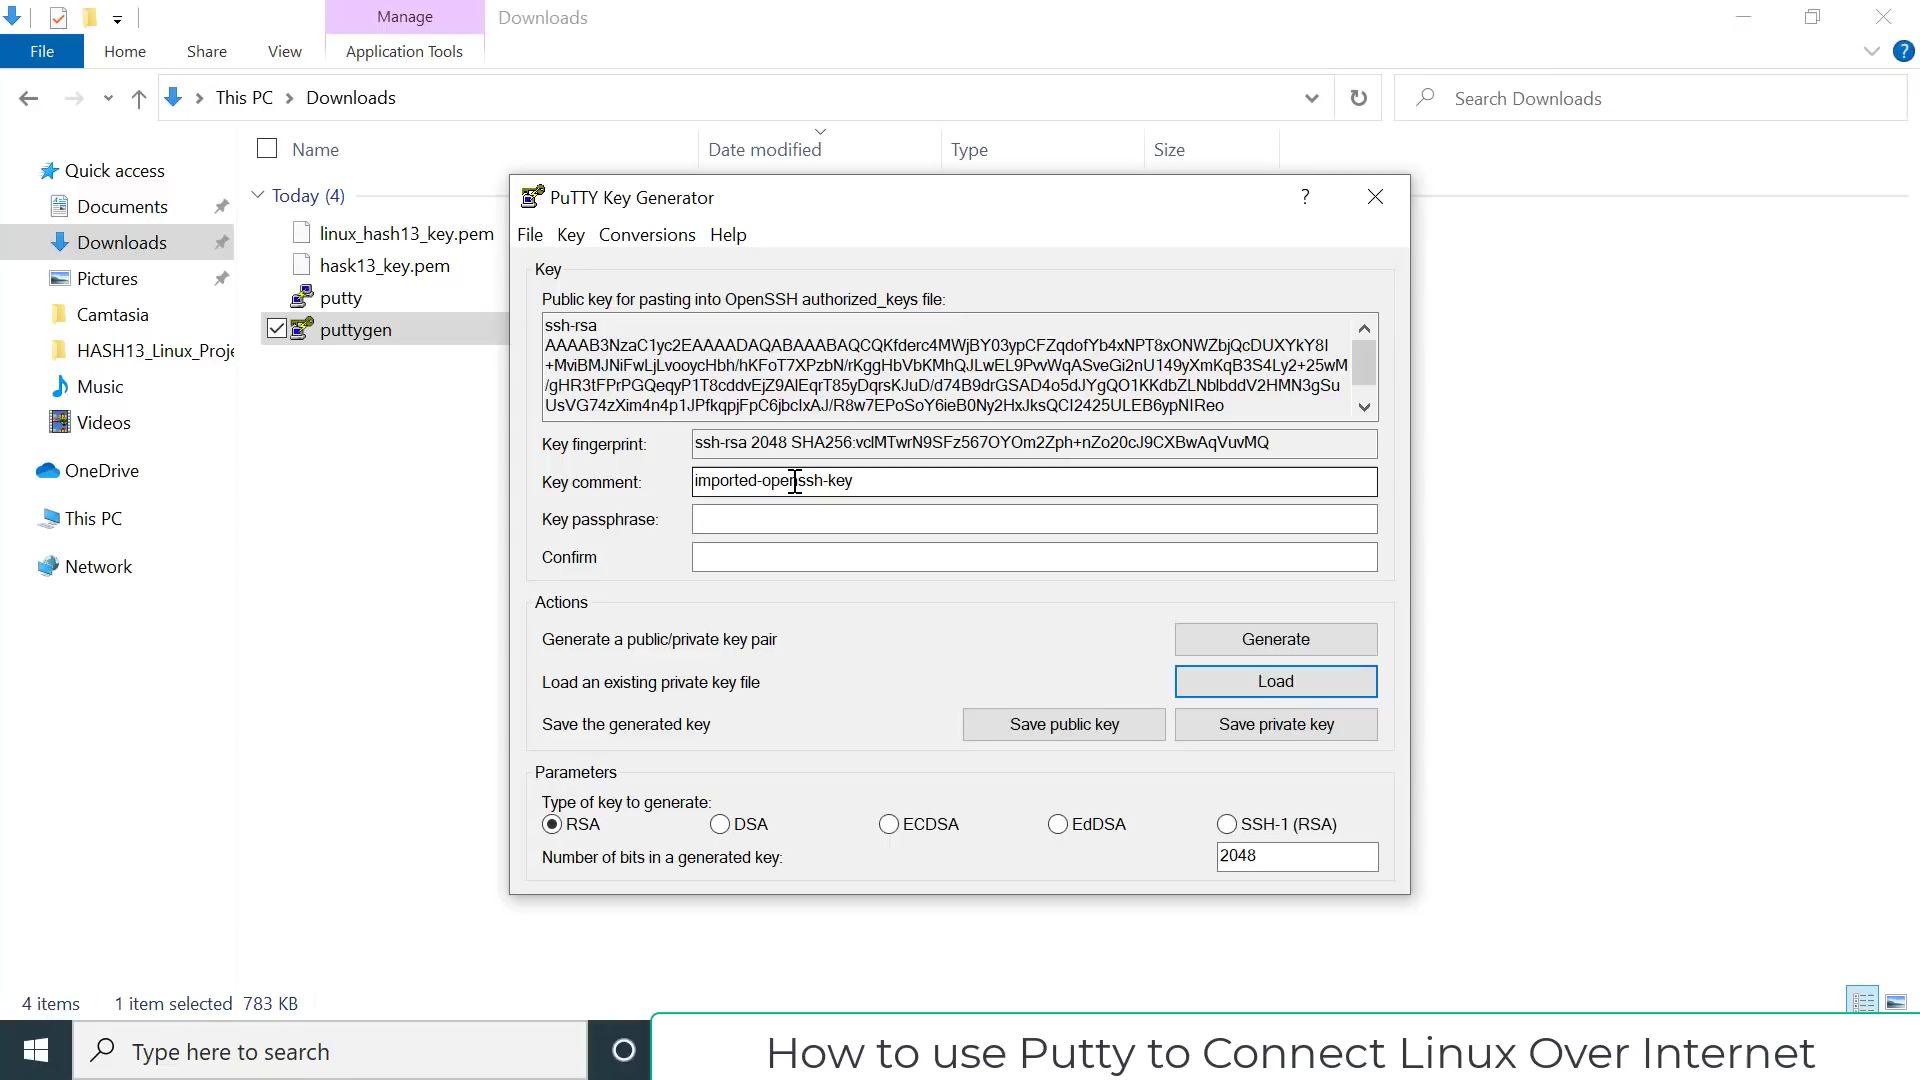 Manage
Downloads
File
Home
Share
View
Application Tools
?
This PC
Downloads
Search Downloads
Name
Date modified
Type
Size
Quick access
Documents
Downloads
Pictures
Camtasia
HASH13_Linux_Proje
Music
Videos
OneDrive
This PC
Network
Today (4)
linux_hash13_key.pem
hask13_key.pem
putty
puttygen
PuTTY Key Generator
?
File Key Conversions Help
Key
Public key for pasting into OpenSSH authorized_keys file:
ssh-rsa
AAAAB3NzaC1yc2EAAAADAQABAAABAQCQKfderc4MWjBY03ypCFZqdofYb4xNPT8xONWZbjQcDUXYkY8I
+MviBMJNiFwLjLvooycHbh/hKFoT7XPzbN/rKggHbVbKMhQJLwEL9PvvWqASveGi2nU149yXmKqB3S4Ly2+25wM
/gHR3tFPrPGQeqyP1T8cddvEjZ9AlEqrT85yDqrsKJuD/d74B9drGSAD4o5dJYgQO1KKdbZLNblbddV2HMN3gSu
UsVG74zXim4n4p1JPfkqpjFpC6jbcIxAJ/R8w7EPoSoY6ieB0Ny2HxJksQCI2425ULEB6ypNIReo
Key fingerprint:
ssh-rsa 2048 SHA256:vclMTwrN9SFz567OYOm2Zph+nZo20cJ9CXBwAqVuvMQ
Key comment:
imported-openssh-key
Key passphrase:
Confirm
Actions
Generate a public/private key pair
Generate
Load an existing private key file
Load
Save the generated key
Save public key
Save private key
Parameters
Type of key to generate:
RSA
DSA
ECDSA
EdDSA
SSH-1 (RSA)
Number of bits in a generated key:
2048
4 items
1 item selected 783 KB
Type here to search
How to use Putty to Connect Linux Over Internet